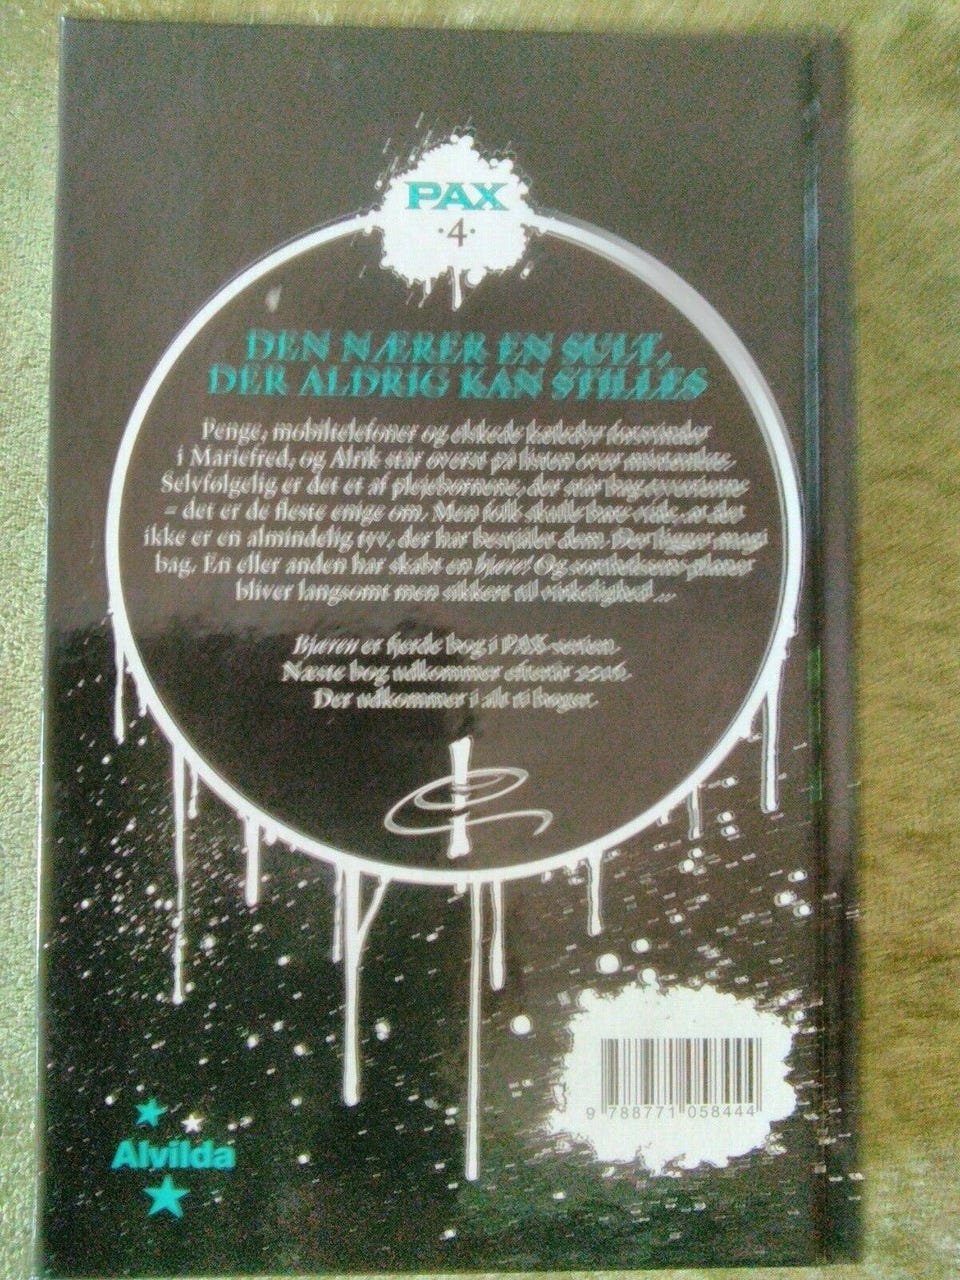 PAX
·4·
DEN NÆRER EN SULT,
DER ALDRIG KAN STILLES
Penge, mobiltelefoner og elskede kæledyr forsvinder
i Mariefred, og Alrik står øverst på listen over mistænkte.
Selvfølgelig er det et af plejebørnene, der står bag tyverierne
– det er de fleste enige om. Men folk skulle bare vide, at det
ikke er en almindelig tyv, der har bestjålet dem. Der ligger magi
bag. En eller anden har skabt en bjære! Og sortheksens planer
bliver langsomt men sikkert til virkelighed ...
Bjæren er fjerde bog i PAX-serien.
Næste bog udkommer efterår 2016.
Der udkommer i alt ti bøger.
9 788771 058444
Alvilda